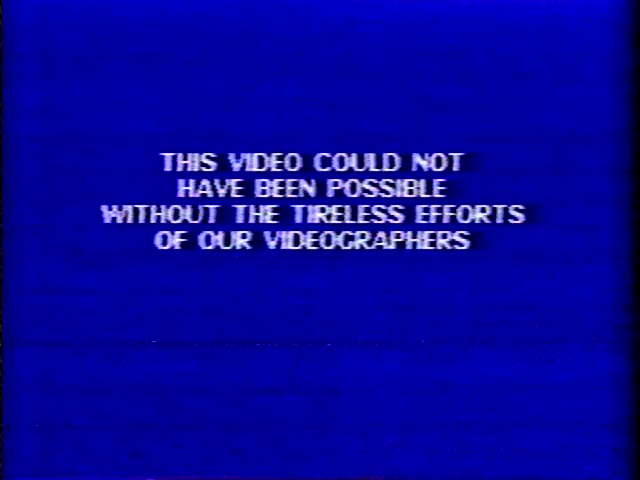 THIS VIDEO COULD NOT
HAVE BEEN POSSIBLE
WITHOUT THE TIRELESS EFFORTS
OF OUR VIDEOGRAPHERS